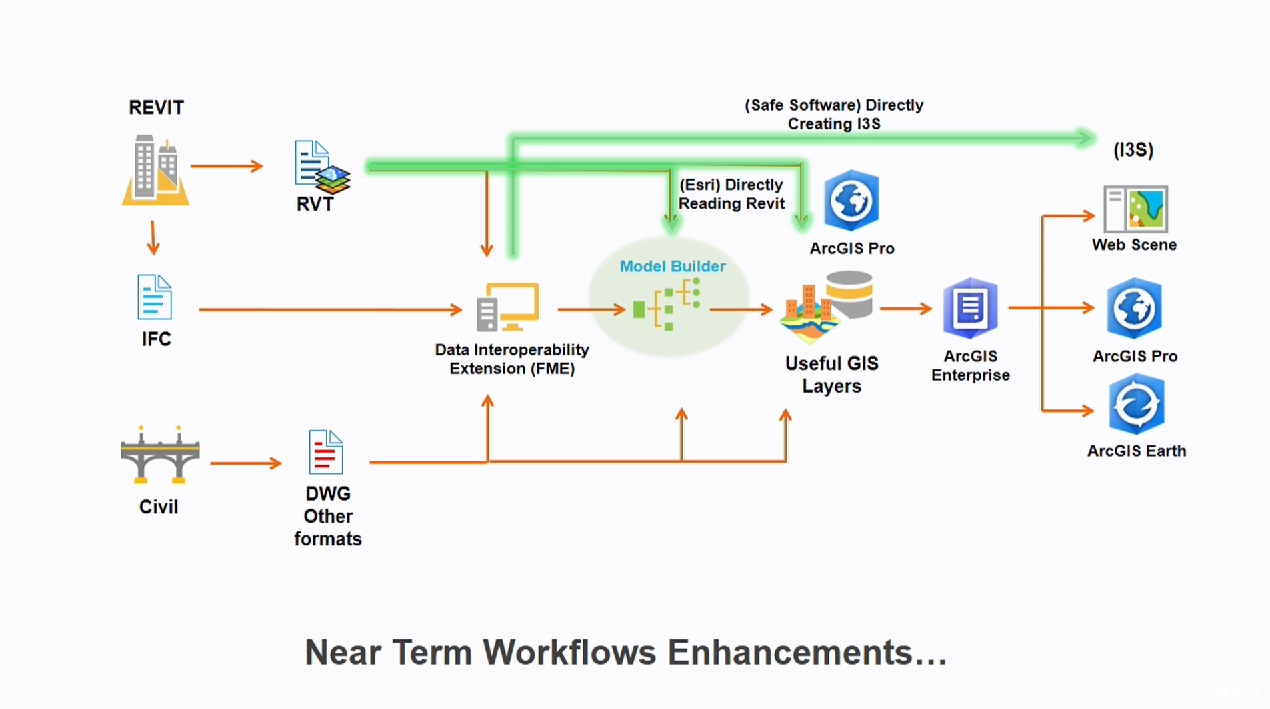 REVIT
(Safe Software) Directly
Creating I3S
(I3S)
RVT
(Esri) Directly
Reading Revit
ArcGIS Pro
Web Scene
Model Builder
IFC
Data Interoperability
Extension (FME)
Useful GIS
Layers
ArcGIS
Enterprise
ArcGIS Pro
ArcGIS Earth
Civil
DWG
Other
formats
Near Term Workflows Enhancements…